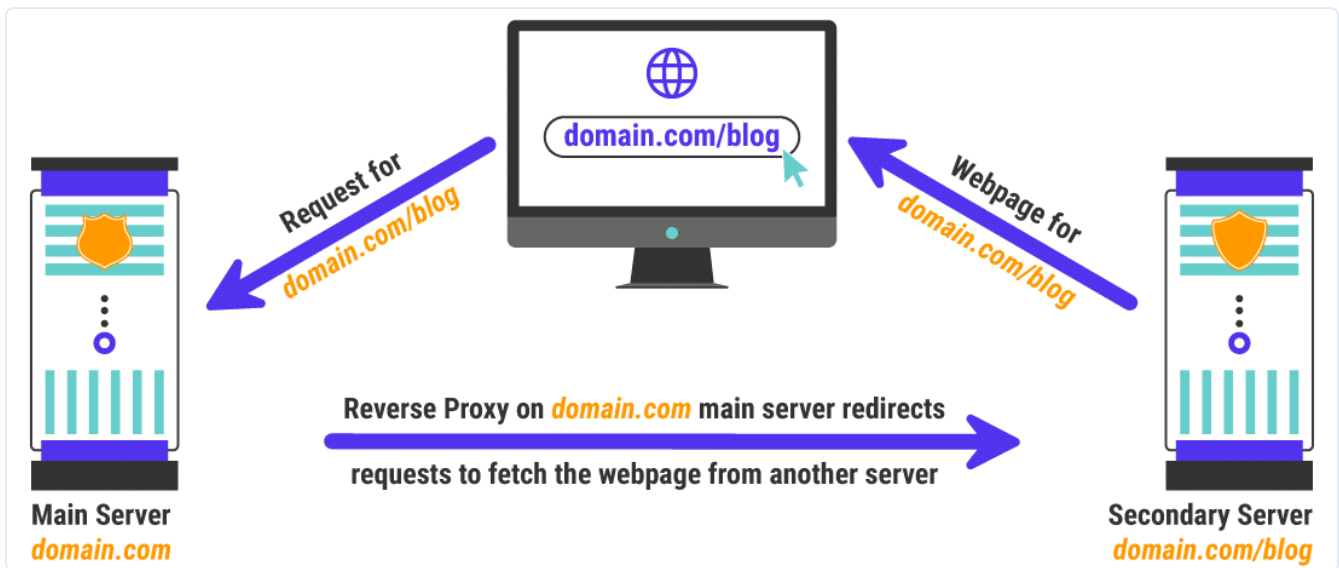 domain.com/blog
Request for
domain.com/blog
Webpage for
domain.com/blog
Reverse Proxy on domain.com main server redirects
requests to fetch the webpage from another server
Main Server
domain.com
Secondary Server
domain.com/blog